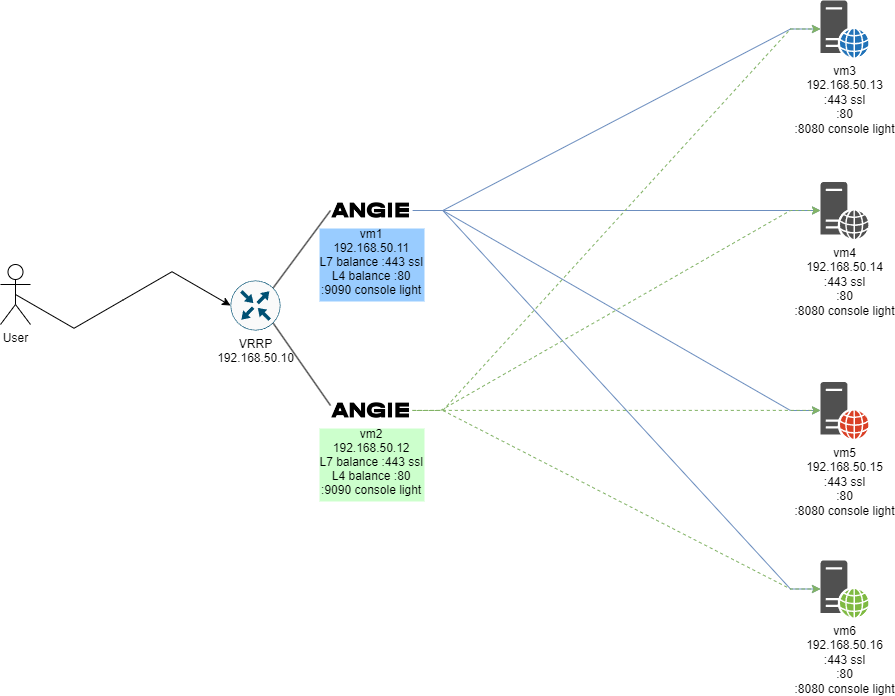 vm3
192.168.50.13
:443 ssl
:80
:8080 console light
ANGIE
vm1
192.168.50.11
L7 balance :443 ssl
L4 balance :80
:9090 console light
vm4
192.168.50.14
:443 ssl
:80
:8080 console light
User
VRRP
192.168.50.10
ANGIE
vm2
192.168.50.12
L7 balance :443 ssl
L4 balance :80
:9090 console light
vm5
192.168.50.15
:443 ssl
:80
:8080 console light
vm6
192.168.50.16
:443 ssl
:80
:8080 console light